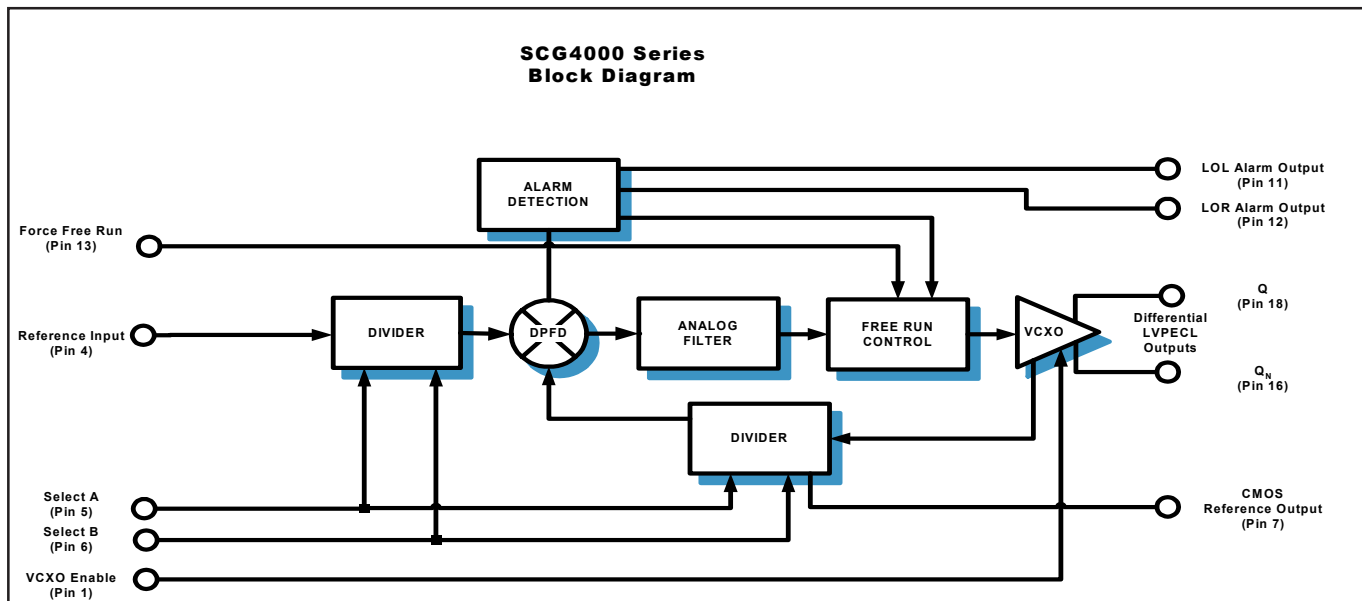 SCG4000 Series
Block Diagram
ALARM
DETECTION
LOL Alarm Output
(Pin 11)
LOR Alarm Output
(Pin 12)
Force Free Run
(Pin 13)
Reference Input
(Pin 4)
DIVIDER
DPFD
ANALOG
FILTER
FREE RUN
CONTROL
VCXO
Q
(Pin 18)
Differential
LVPECL
Outputs
QN
(Pin 16)
DIVIDER
Select A
(Pin 5)
Select B
(Pin 6)
VCXO Enable
(Pin 1)
CMOS
Reference Output
(Pin 7)